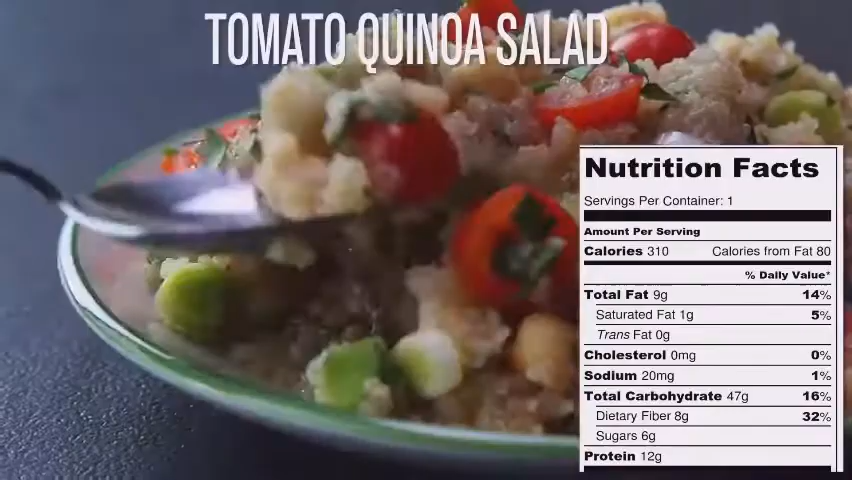 TOMATO QUINOA SALAD
Nutrition Facts
Servings Per Container: 1
Amount Per Serving
Calories 310 Calories from Fat 80
% Daily Value*
Total Fat 9g 14%
Saturated Fat 1g 5%
Trans Fat 0g
Cholesterol 0mg 0%
Sodium 20mg 1%
Total Carbohydrate 47g 16%
Dietary Fiber 8g 32%
Sugars 6g
Protein 12g